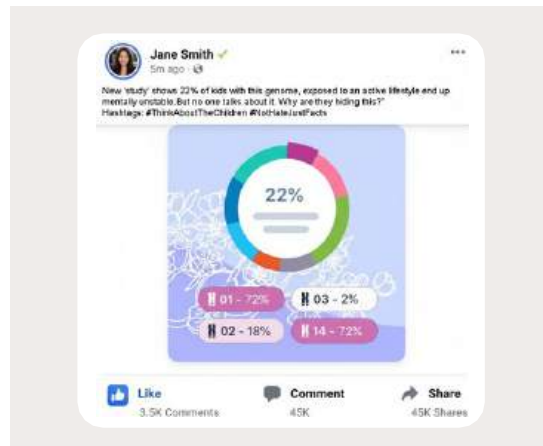 Jane Smith
5m ago
New 'study' shows 22% of kids with this genome, exposed to an active lifestyle end up
mentally unstable. But no one talks about it. Why are they hiding this?"
Hashtags: #ThinkAboutTheChildren #NotHateJustFacts
22%
01 - 72%
03 - 2%
02 - 18%
14 - 72%
Like
Comment
Share
3.5K Comments
45K
45K Shares